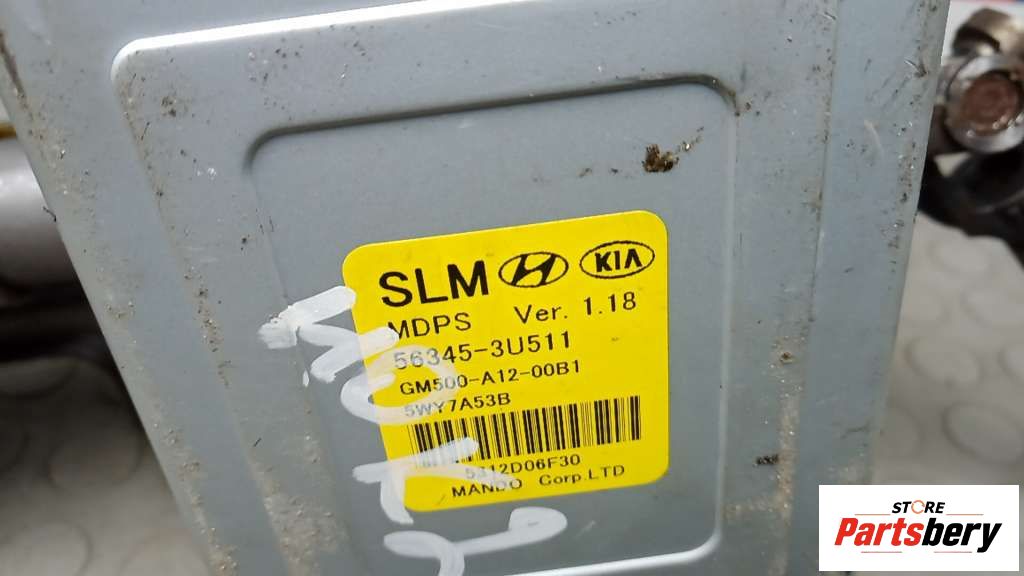 SLM KIA
MDPS Ver. 1.18
56345-3U511
GM500-A12-00B1
5WY7A53B
MANDO Corp.LTD
STORE
Partsbery